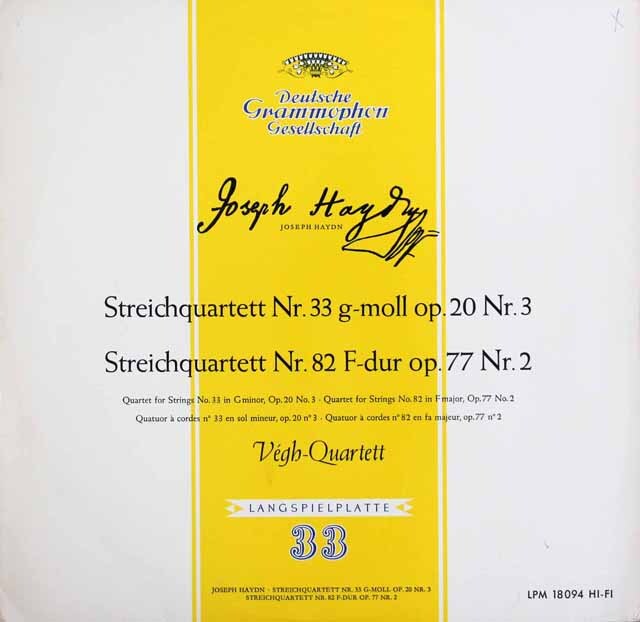 Deutsche
Grammophon
Gesellschaft
Joseph Haydn
JOSEPH HAYDN
Streichquartett Nr. 33 g-moll op. 20 Nr. 3
Streichquartett Nr. 82 F-dur op. 77 Nr. 2
Quartet for Strings No. 33 in G minor, Op. 20 No. 3 · Quartet for Strings No. 82 in F major, Op. 77 No. 2
Quatuor à cordes n° 33 en sol mineur, op. 20 n° 3 · Quatuor à cordes n° 82 en fa majeur, op. 77 n° 2
Végh-Quartett
LANGSPIELPLATTE
33
JOSEPH HAYDN · STREICHQUARTETT NR. 33 G-MOLL OP. 20 NR. 3
STREICHQUARTETT NR. 82 F-DUR OP. 77 NR. 2
LPM 18094 HI-FI